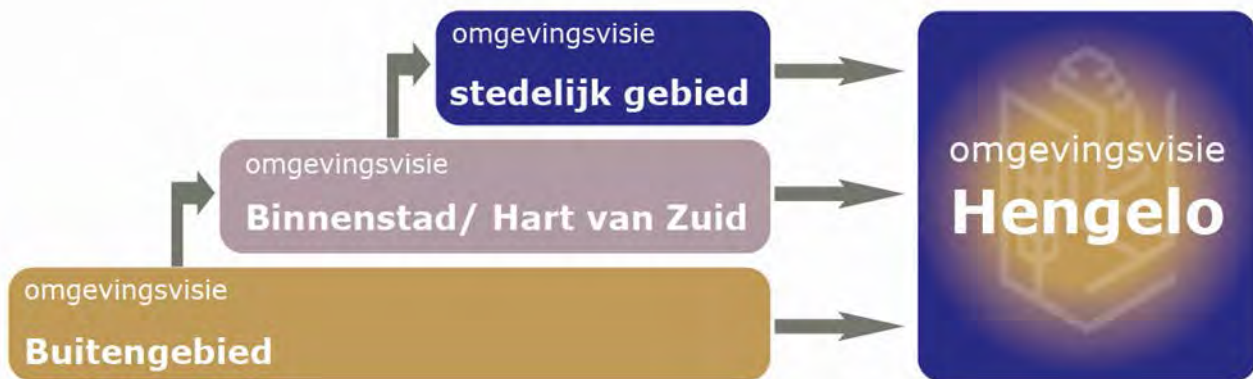 omgevingsvisie
stedelijk gebied
omgevingsvisie
Binnenstad/ Hart van Zuid
omgevingsvisie
Buitengebied
omgevingsvisie
Hengelo